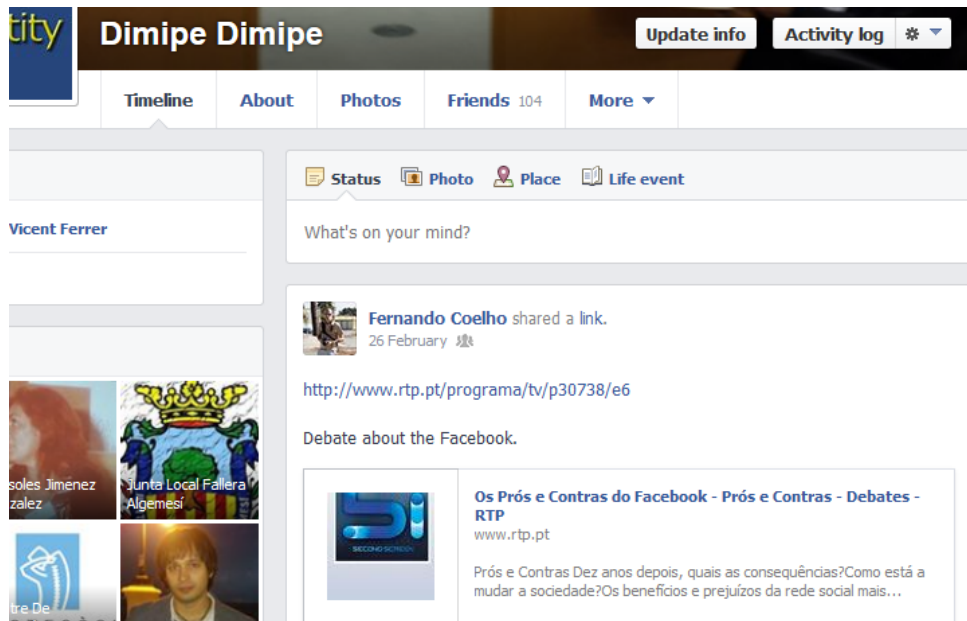 tity
Dimipe Dimipe
Update info
Activity log
Timeline
About
Photos
Friends 104
More
Status
Photo
Place
Life event
Vicent Ferrer
What's on your mind?
Fernando Coelho shared a link.
26 February
http://www.rtp.pt/programa/tv/p30738/e6
Debate about the Facebook.
soles Jiménez
zalez
Junta Local Fallera
Algemesí
tre De
SECOND SCREEN
Os Prós e Contras do Facebook - Prós e Contras - Debates -
RTP
www.rtp.pt
Prós e Contras Dez anos depois, quais as consequências?Como está a
mudar a sociedade?Os benefícios e prejuízos da rede social mais...